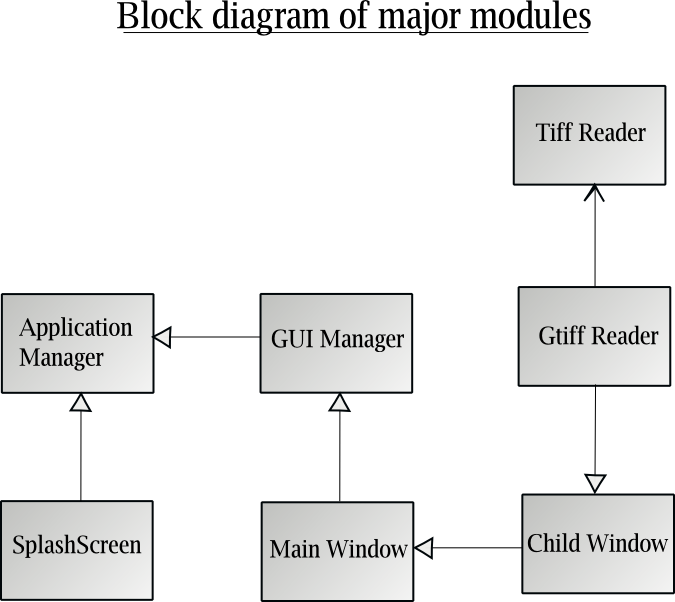 Block diagram of major modules
Tiff Reader
Application
Manager
GUI Manager
Gtiff Reader
SplashScreen
Main Window
Child Window